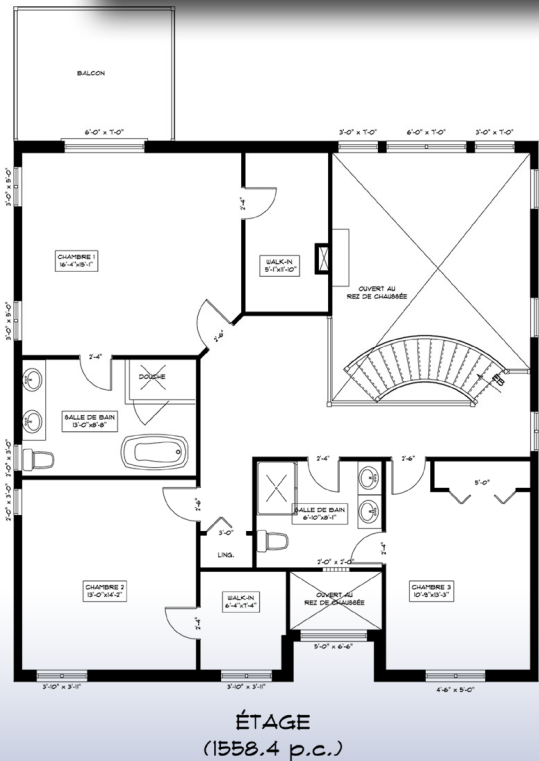 BALCON
6'-0" x 7'-0"
3'-0" x 7'-0"
6'-0" x 7'-0"
3'-0" x 7'-0"
3'-0" x 5'-0"
2'-4"
CHAMBRE 1
16'-4"x15'-1"
WALK-IN
5'-1"x11'-10"
OUVERT AU
REZ DE CHAUSSÉE
3'-0" x 5'-0"
2'-6"
2'-4"
DOUCHE
SALLE DE BAIN
13'-0"x8'-8"
2'-0" x 3'-0"
2'-4"
2'-6"
2'-0" x 3'-0"
2'-6"
5'-0"
SALLE DE BAIN
6'-10"x8'-1"
3'-0"
LING.
2'-4"
2'-0" x 2'-0"
CHAMBRE 2
13'-0"x14'-2"
WALK-IN
6'-4"x7'-4"
OUVERT AU
REZ DE CHAUSSÉE
CHAMBRE 3
10'-5"x13'-3"
2'-4"
5'-0" x 6'-6"
3'-10" x 3'-11"
3'-10" x 3'-11"
4'-6" x 5'-0"
ÉTAGE
(1558.4 p.c.)